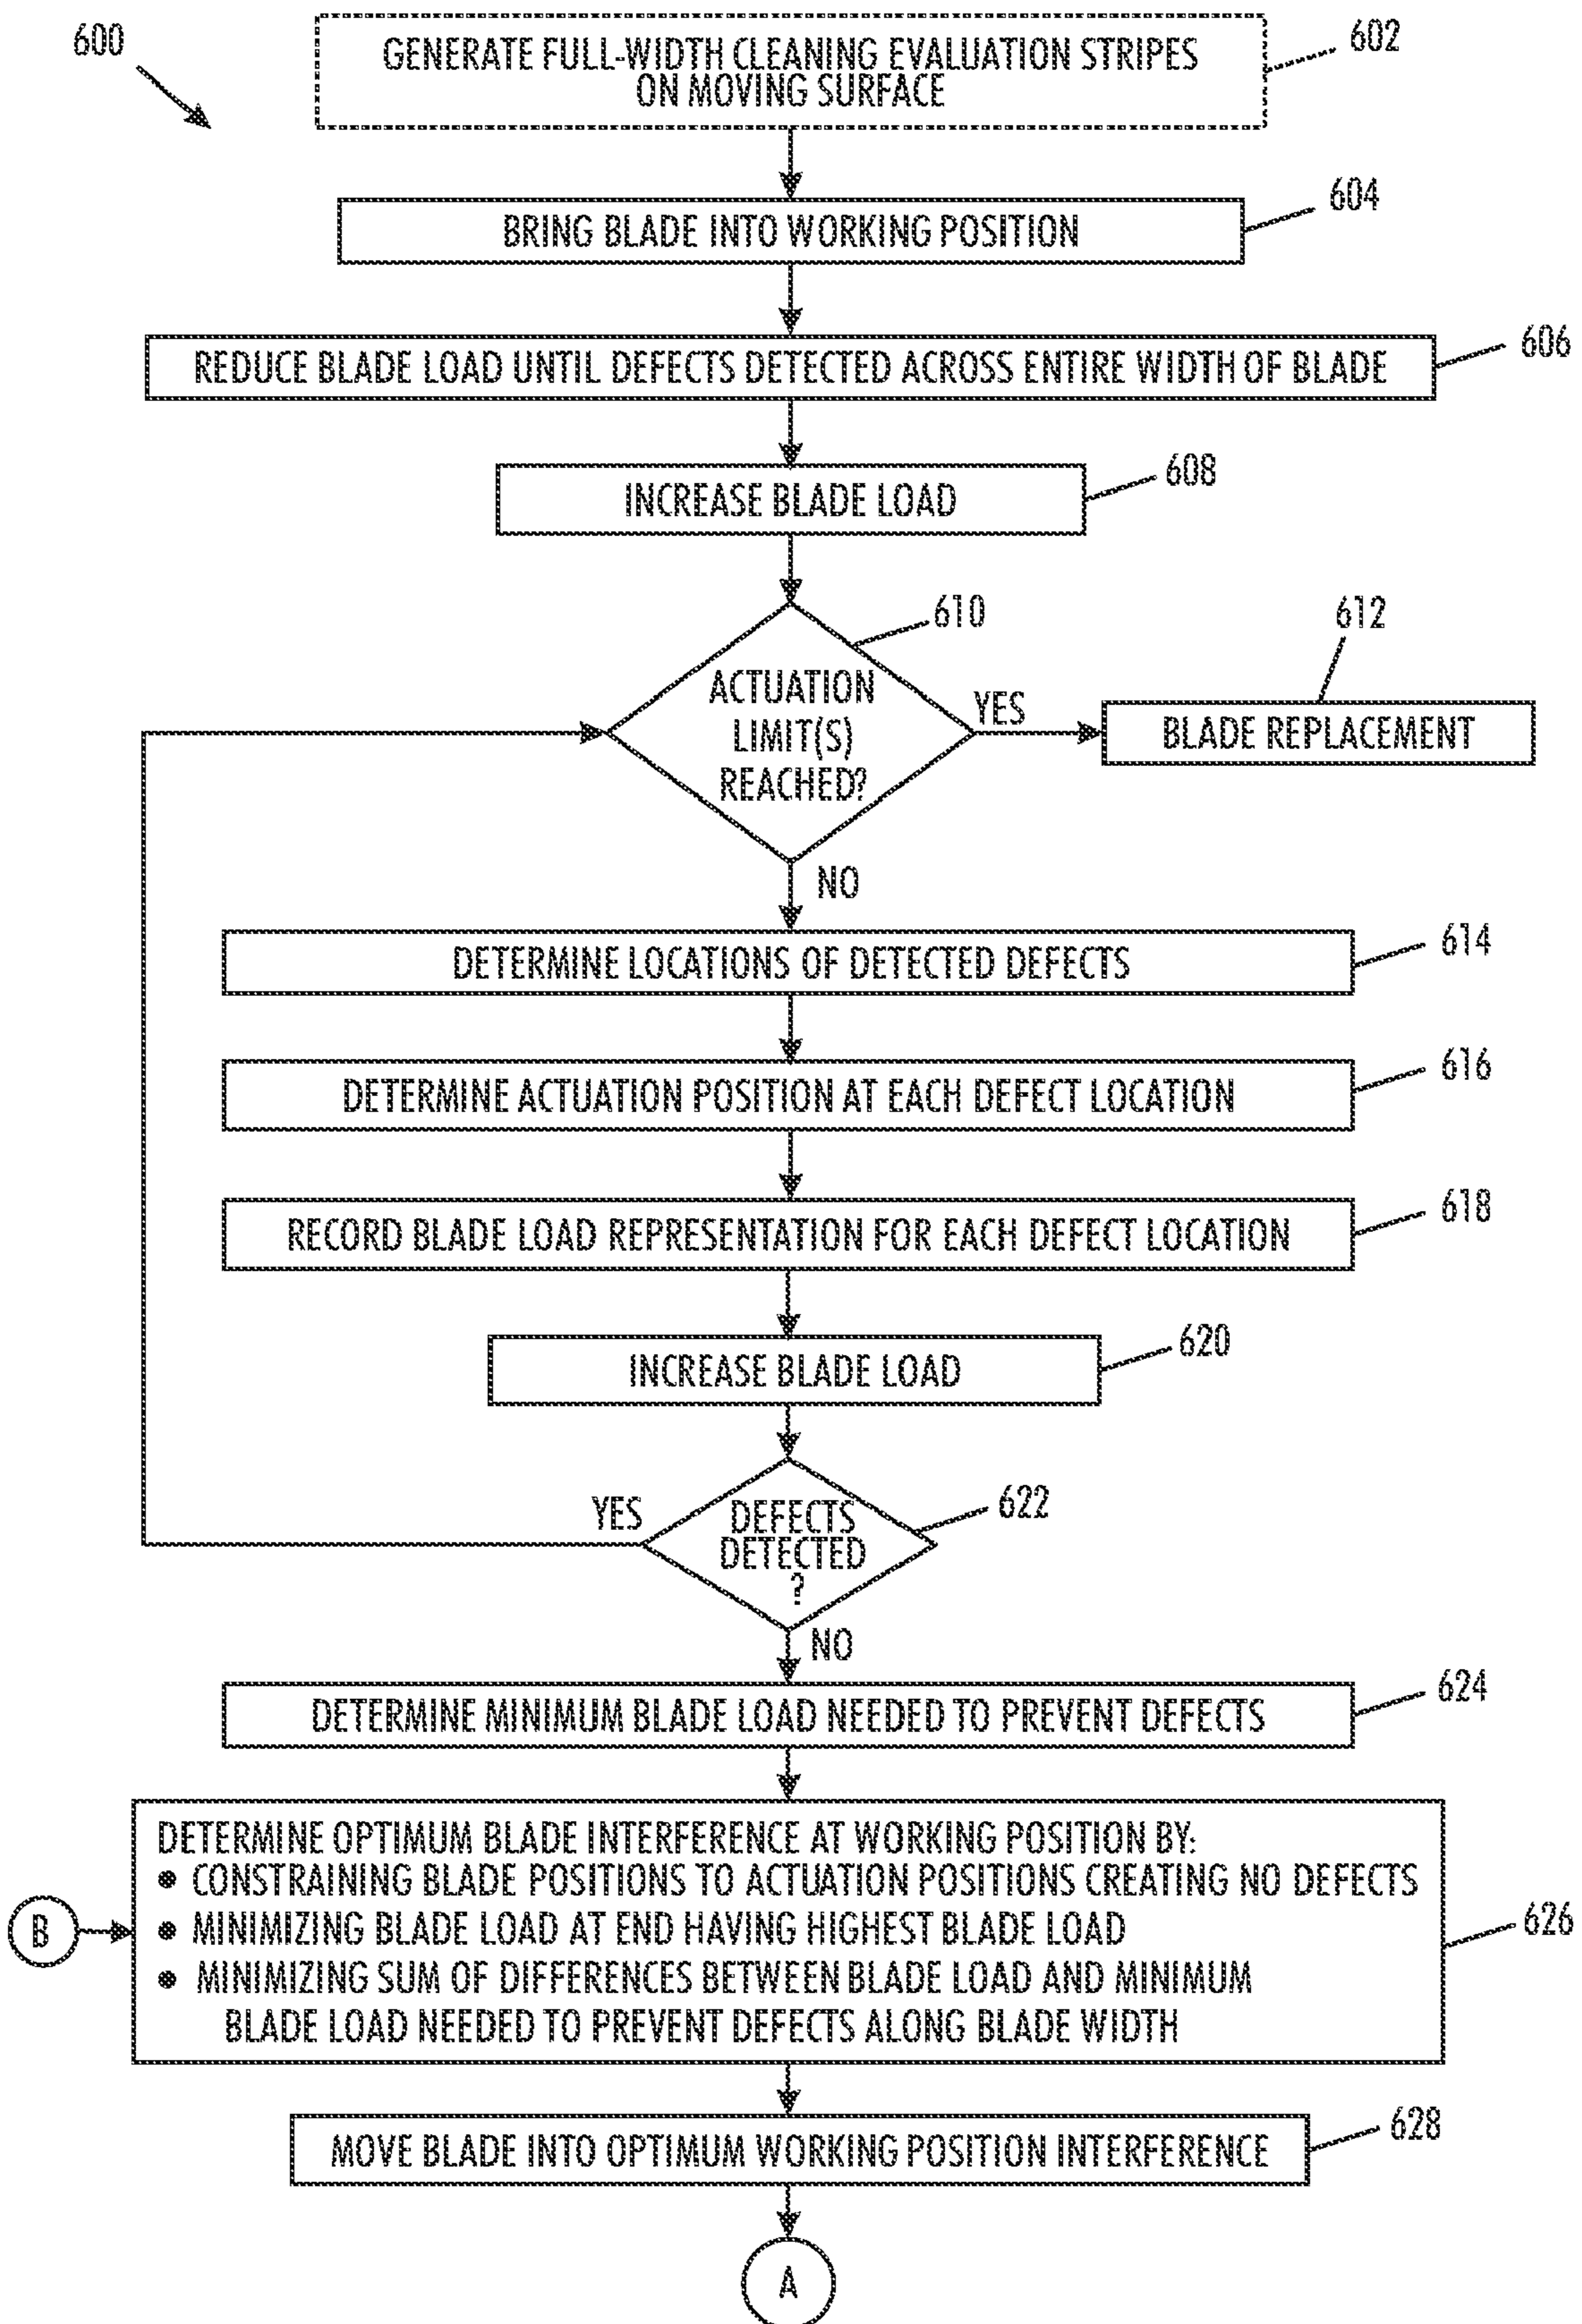 600
GENERATE FULL-WIDTH CLEANING EVALUATION STRIPES
ON MOVING SURFACE
602
BRING BLADE INTO WORKING POSITION
604
REDUCE BLADE LOAD UNTIL DEFECTS DETECTED ACROSS ENTIRE WIDTH OF BLADE
606
INCREASE BLADE LOAD
608
ACTUATION
LIMIT(S)
REACHED?
610
YES
BLADE REPLACEMENT
612
NO
DETERMINE LOCATIONS OF DETECTED DEFECTS
614
DETERMINE ACTUATION POSITION AT EACH DEFECT LOCATION
616
RECORD BLADE LOAD REPRESENTATION FOR EACH DEFECT LOCATION
618
INCREASE BLADE LOAD
620
YES
DEFECTS
DETECTED
?
622
NO
DETERMINE MINIMUM BLADE LOAD NEEDED TO PREVENT DEFECTS
624
DETERMINE OPTIMUM BLADE INTERFERENCE AT WORKING POSITION BY:
• CONSTRAINING BLADE POSITIONS TO ACTUATION POSITIONS CREATING NO DEFECTS
• MINIMIZING BLADE LOAD AT END HAVING HIGHEST BLADE LOAD
• MINIMIZING SUM OF DIFFERENCES BETWEEN BLADE LOAD AND MINIMUM
BLADE LOAD NEEDED TO PREVENT DEFECTS ALONG BLADE WIDTH
B
626
MOVE BLADE INTO OPTIMUM WORKING POSITION INTERFERENCE
628
A